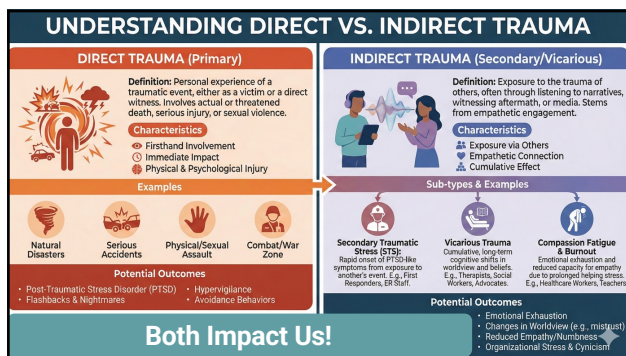 UNDERSTANDING DIRECT VS. INDIRECT TRAUMA
DIRECT TRAUMA (Primary)
Definition: Personal experience of a
traumatic event, either as a victim or a direct
witness. Involves actual or threatened
death, serious injury, or sexual violence.
Characteristics
Firsthand Involvement
Immediate Impact
Physical & Psychological Injury
Examples
Natural
Disasters
Serious
Accidents
Physical/Sexual
Assault
Combat/War
Zone
Potential Outcomes
• Post-Traumatic Stress Disorder (PTSD)
• Flashbacks & Nightmares
• Hypervigilance
• Avoidance Behaviors
INDIRECT TRAUMA (Secondary/Vicarious)
Definition: Exposure to the trauma of
others, often through listening to narratives,
witnessing aftermath, or media. Stems
from empathetic engagement.
Characteristics
Exposure via Others
Empathetic Connection
Cumulative Effect
Sub-types & Examples
Secondary Traumatic
Stress (STS):
Rapid onset of PTSD-like
symptoms from exposure to
another's event. E.g., First
Responders, ER Staff.
Vicarious Trauma
Cumulative, long-term
cognitive shifts in
worldview and beliefs.
E.g., Therapists, Social
Workers, Advocates.
Compassion Fatigue
& Burnout
Emotional exhaustion and
reduced capacity for empathy
due to prolonged helping stress.
E.g., Healthcare Workers, Teachers
Potential Outcomes
• Emotional Exhaustion
• Changes in Worldview (e.g., mistrust)
• Reduced Empathy/Numbness
• Organizational Stress & Cynicism
Both Impact Us!